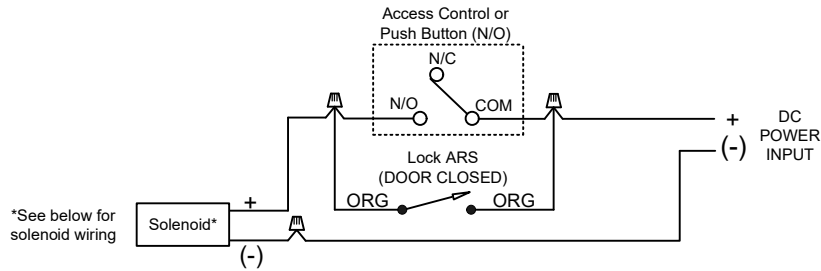 Access Control or
Push Button (N/O)
N/C
N/O
COM
+
DC
POWER
INPUT
(-)
Lock ARS
(DOOR CLOSED)
ORG
ORG
*See below for
solenoid wiring
Solenoid*
+
(-)